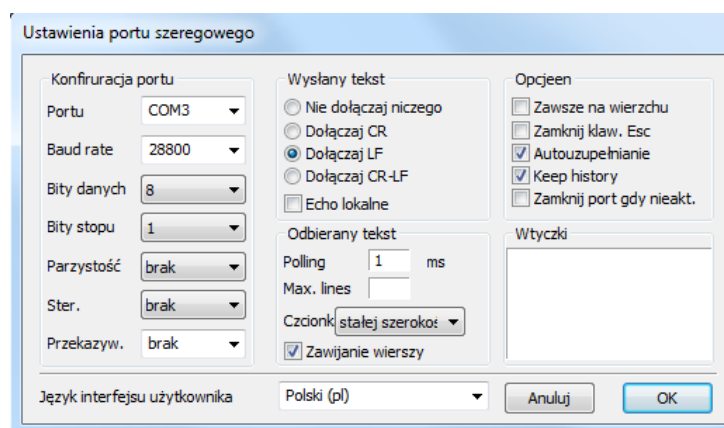 Ustawienia portu szeregowego
Konfiruracja portu
Portu COM3
Baud rate 28800
Bity danych 8
Bity stopu 1
Parzystość brak
Ster. brak
Przekazyw. brak
Wysłany tekst
Nie dołączaj niczego
Dołączaj CR
Dołączaj LF
Dołączaj CR-LF
Echo lokalne
Odbierany tekst
Polling 1 ms
Max. lines
Czcionk stałej szerokoś
Zawijanie wierszy
Opcjeen
Zawsze na wierzchu
Zamknij klaw. Esc
Autouzupełnianie
Keep history
Zamknij port gdy nieakt.
Wtyczki
Język interfejsu użytkownika Polski (pl) Anuluj OK